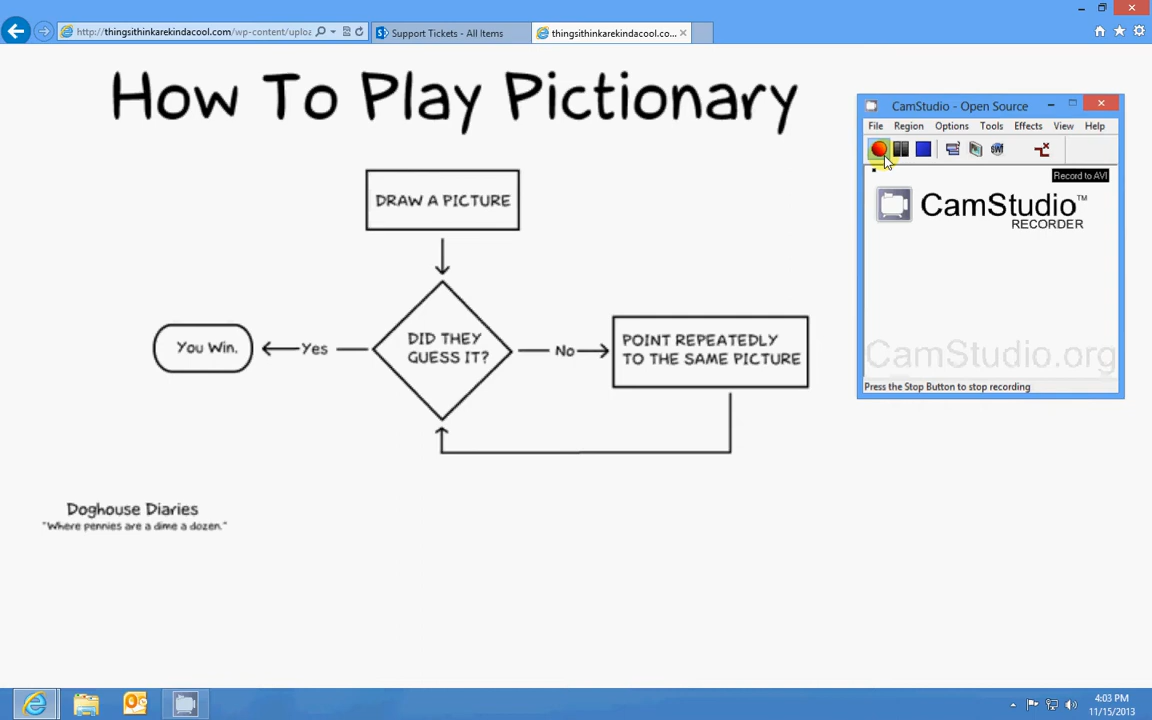 http://thingsithinkarekindacool.com/wp-content/uploa
Support Tickets - All Items
thingsithinkarekindacool.co...
How To Play Pictionary
DRAW A PICTURE
DID THEY
GUESS IT?
Yes
You Win.
No
POINT REPEATEDLY
TO THE SAME PICTURE
Doghouse Diaries
"Where pennies are a dime a dozen."
CamStudio - Open Source
File Region Options Tools Effects View Help
Record to AVI
CamStudio™
RECORDER
CamStudio.org
Press the Stop Button to stop recording
4:03 PM
11/15/2013